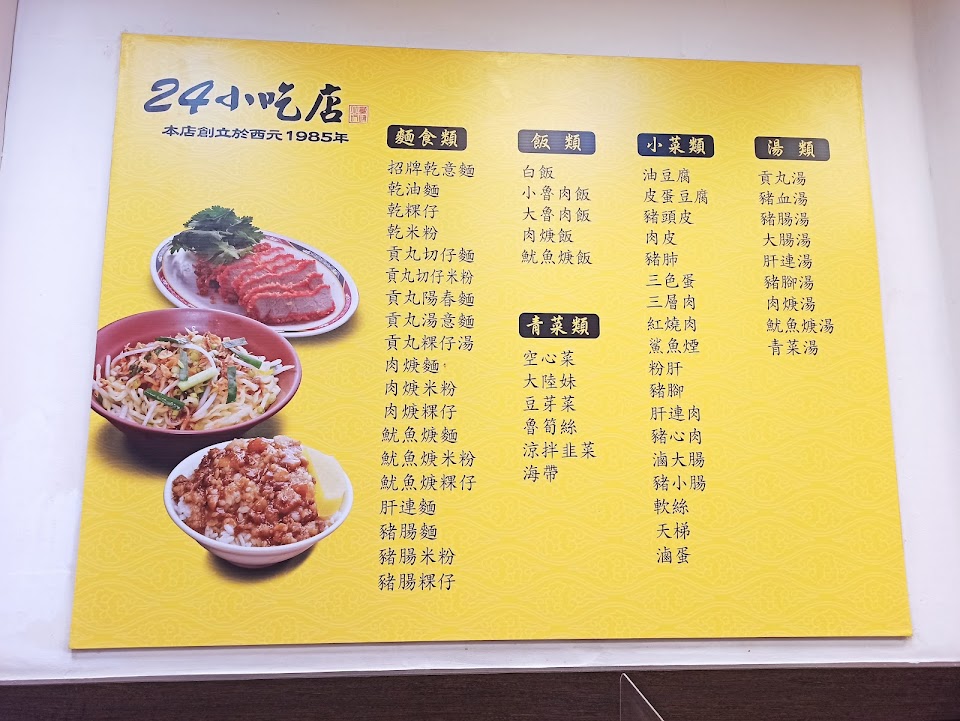 24小吃店
本店創立於西元1985年
麵食類
招牌乾意麵
乾油麵
乾粿仔
乾米粉
貢丸切仔麵
貢丸切仔米粉
貢丸陽春麵
貢丸湯意麵
貢丸粿仔湯
肉焿麵
肉焿米粉
肉焿粿仔
魷魚焿麵
魷魚焿米粉
魷魚焿粿仔
肝連麵
豬腸麵
豬腸米粉
豬腸粿仔
飯類
白飯
小魯肉飯
大魯肉飯
肉焿飯
魷魚焿飯
青菜類
空心菜
大陸妹
豆芽菜
魯筍絲
涼拌韭菜
海帶
小菜類
油豆腐
皮蛋豆腐
豬頭皮
肉皮
豬肺
三色蛋
三層肉
紅燒肉
鯊魚煙
粉肝
豬腳
肝連肉
豬心肉
滷大腸
豬小腸
軟絲
天梯
滷蛋
湯類
貢丸湯
豬血湯
豬腸湯
大腸湯
肝連湯
豬腳湯
肉焿湯
魷魚焿湯
青菜湯